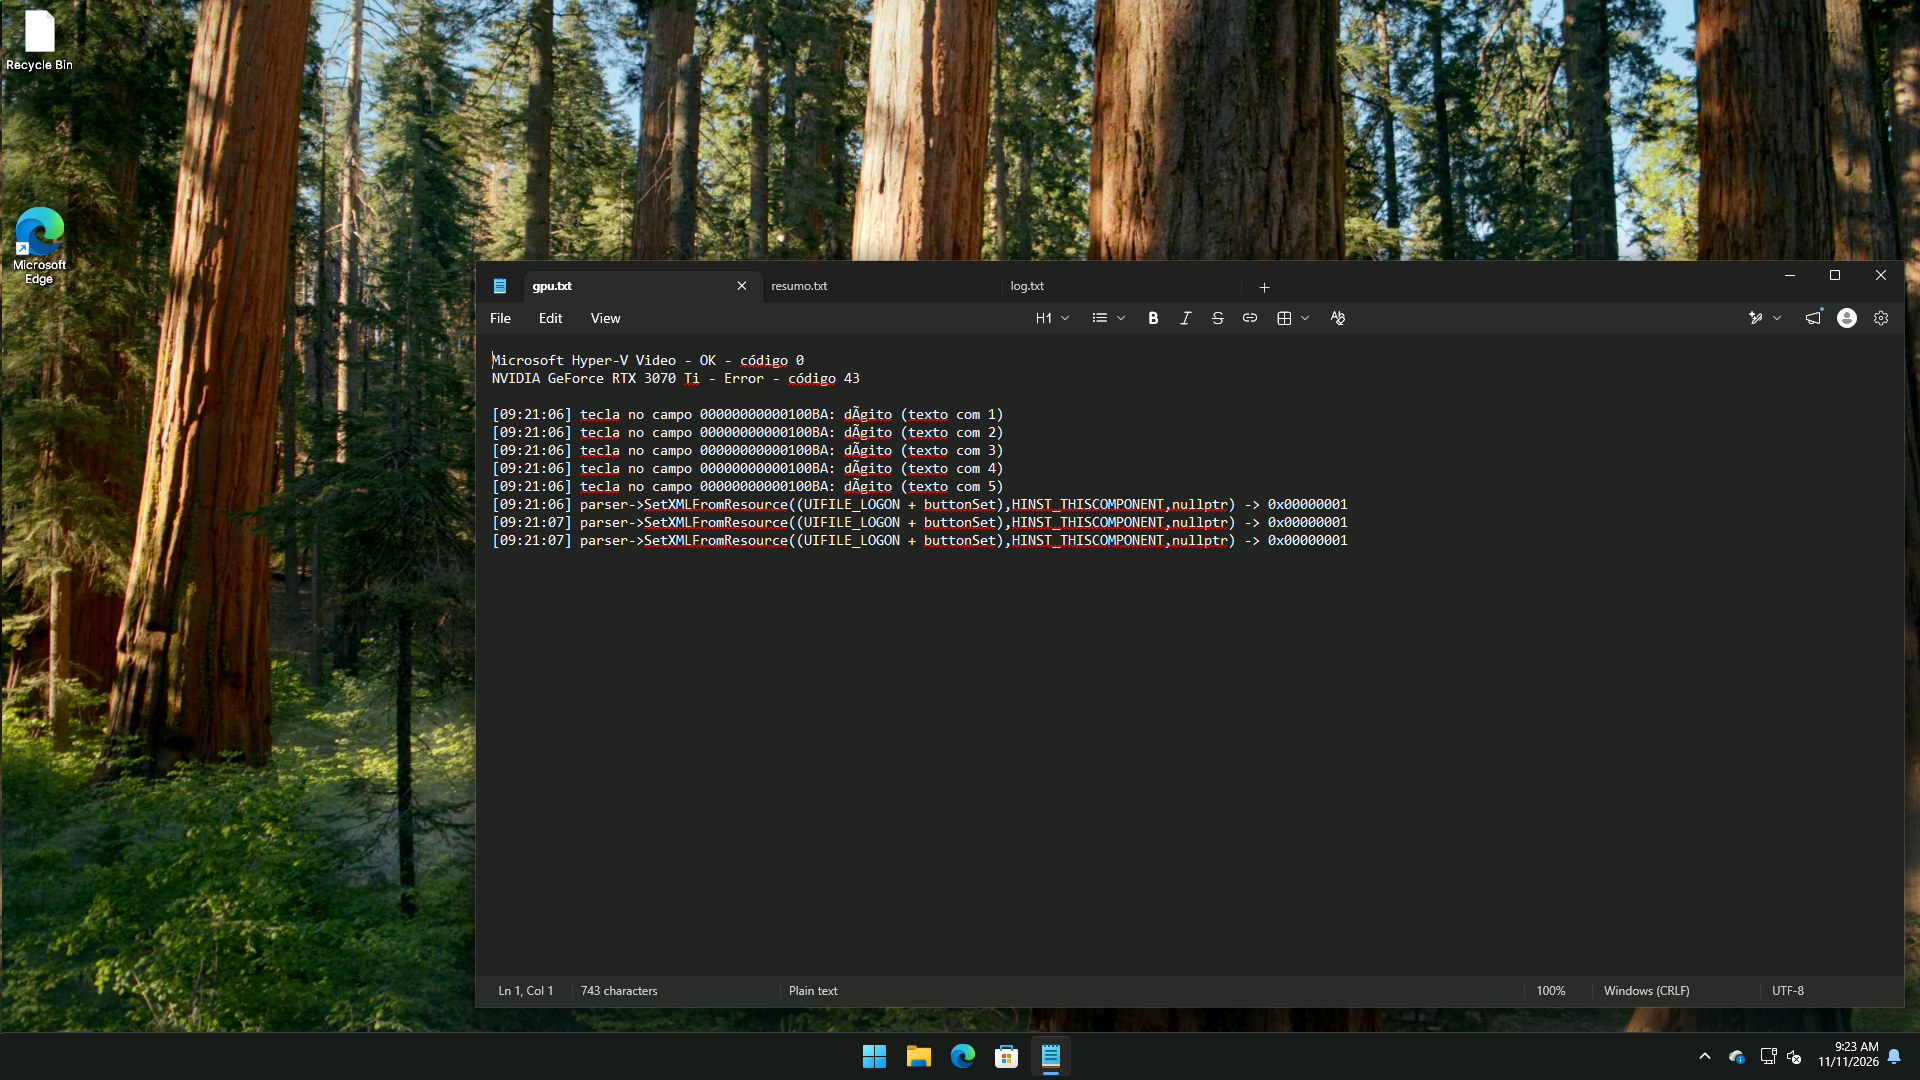 Recycle Bin
Microsoft
Edge
gpu.txt
resumo.txt
log.txt
File
Edit
View
H1
Microsoft Hyper-V Video - OK - código 0
NVIDIA GeForce RTX 3070 Ti - Error - código 43
[09:21:06] tecla no campo 00000000000100BA: dÃgito (texto com 1)
[09:21:06] tecla no campo 00000000000100BA: dÃgito (texto com 2)
[09:21:06] tecla no campo 00000000000100BA: dÃgito (texto com 3)
[09:21:06] tecla no campo 00000000000100BA: dÃgito (texto com 4)
[09:21:06] tecla no campo 00000000000100BA: dÃgito (texto com 5)
[09:21:06] parser->SetXMLFromResource((UIFILE_LOGON + buttonSet),HINST_THISCOMPONENT,nullptr) -> 0x00000001
[09:21:07] parser->SetXMLFromResource((UIFILE_LOGON + buttonSet),HINST_THISCOMPONENT,nullptr) -> 0x00000001
[09:21:07] parser->SetXMLFromResource((UIFILE_LOGON + buttonSet),HINST_THISCOMPONENT,nullptr) -> 0x00000001
Ln 1, Col 1
743 characters
Plain text
100%
Windows (CRLF)
UTF-8
9:23 AM
11/11/2026